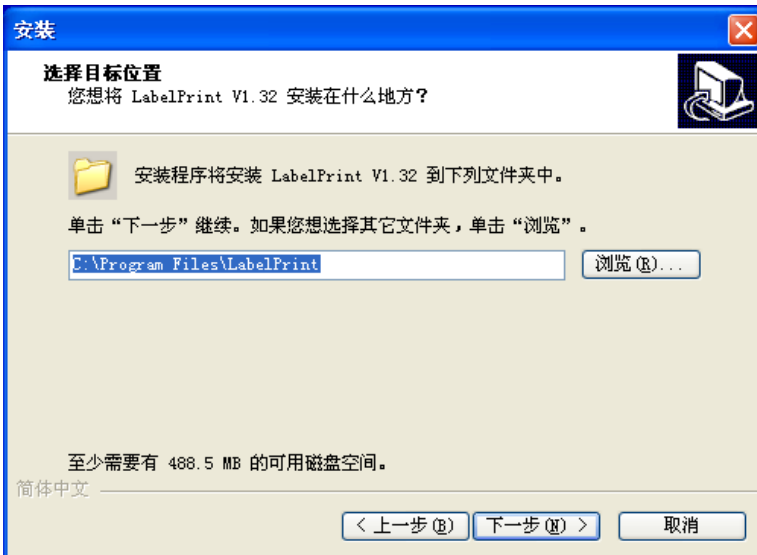 安装
选择目标位置
您想将 LabelPrint V1.32 安装在什么地方?
安装程序将安装 LabelPrint V1.32 到下列文件夹中。
单击“下一步”继续。如果您想选择其它文件夹，单击“浏览”。
C:\Program Files\LabelPrint
浏览(R)...
至少需要有 488.5 MB 的可用磁盘空间。
简体中文
< 上一步(B)
下一步(N) >
取消